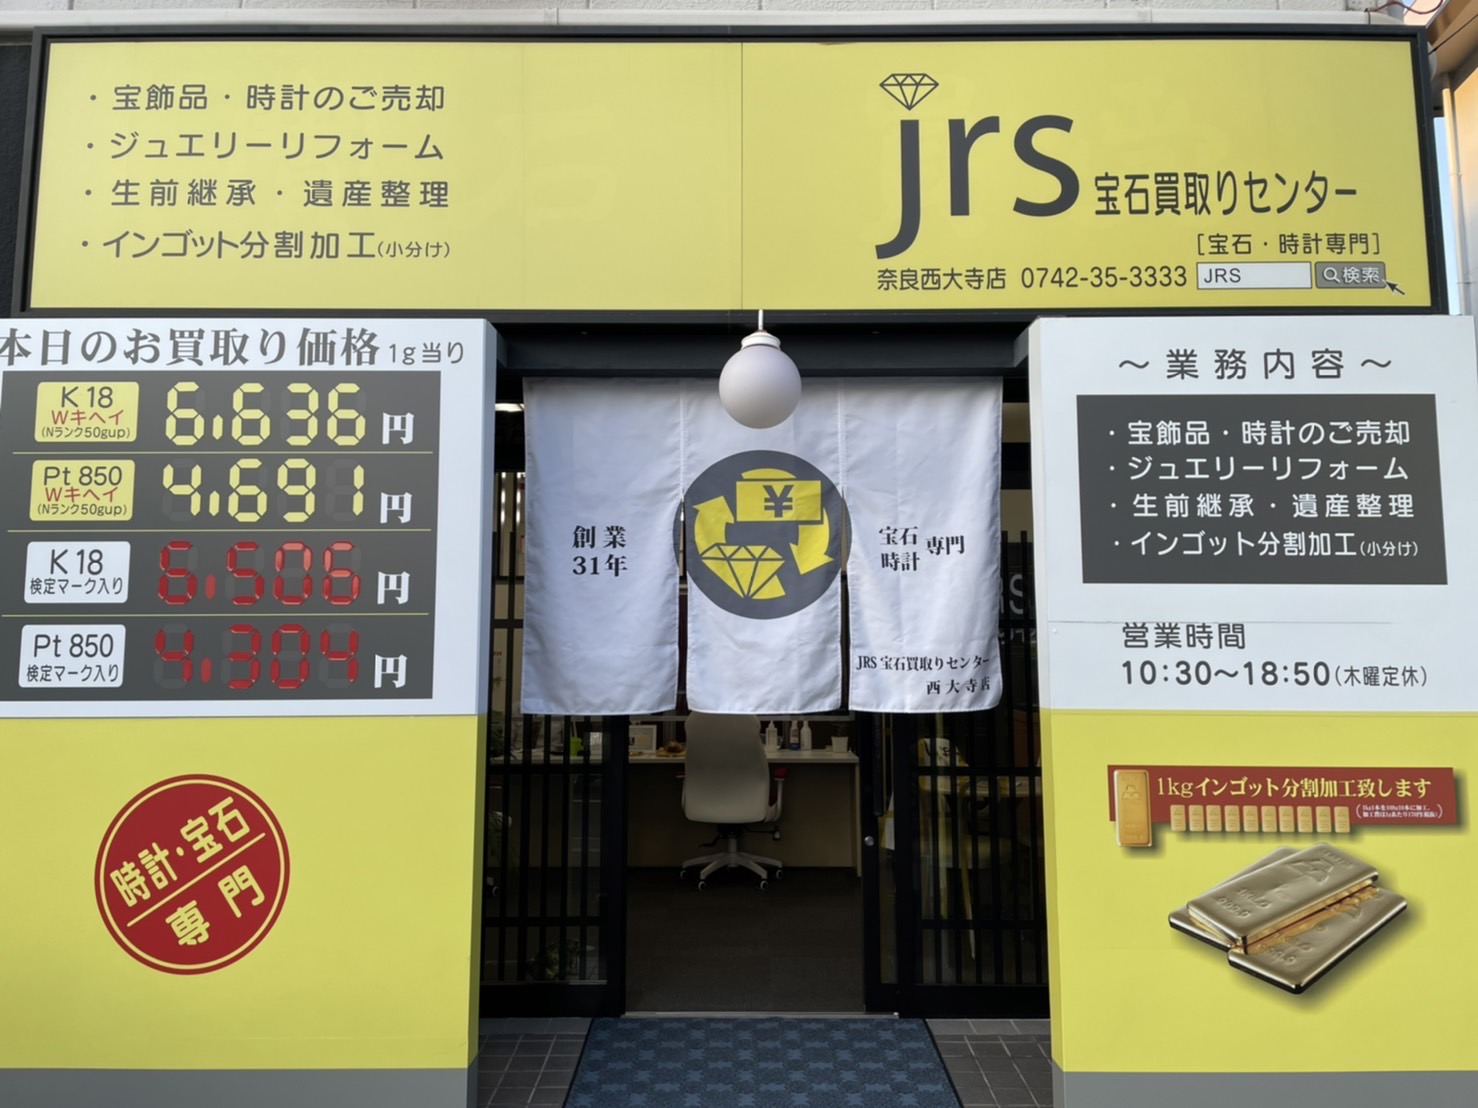 ・宝飾品・時計のご売却
・ジュエリーリフォーム
・生前継承・遺産整理
・インゴット分割加工(小分け)
jrs 宝石買取りセンター
[宝石・時計専門]
奈良西大寺店 0742-35-3333 JRS 検索
本日のお買取り価格 1g当り
K18 Wキヘイ (Nランク50gup) 6,636円
Pt850 Wキヘイ (Nランク50gup) 4,691円
K18 検定マーク入り 6,506円
Pt850 検定マーク入り 4,304円
時計・宝石
専門
創業
31年
¥
宝石
時計
専門
JRS 宝石買取りセンター
西大寺店
〜業務内容〜
・宝飾品・時計のご売却
・ジュエリーリフォーム
・生前継承・遺産整理
・インゴット分割加工(小分け)
営業時間
10:30〜18:50(木曜定休)
1kgインゴット分割加工致します